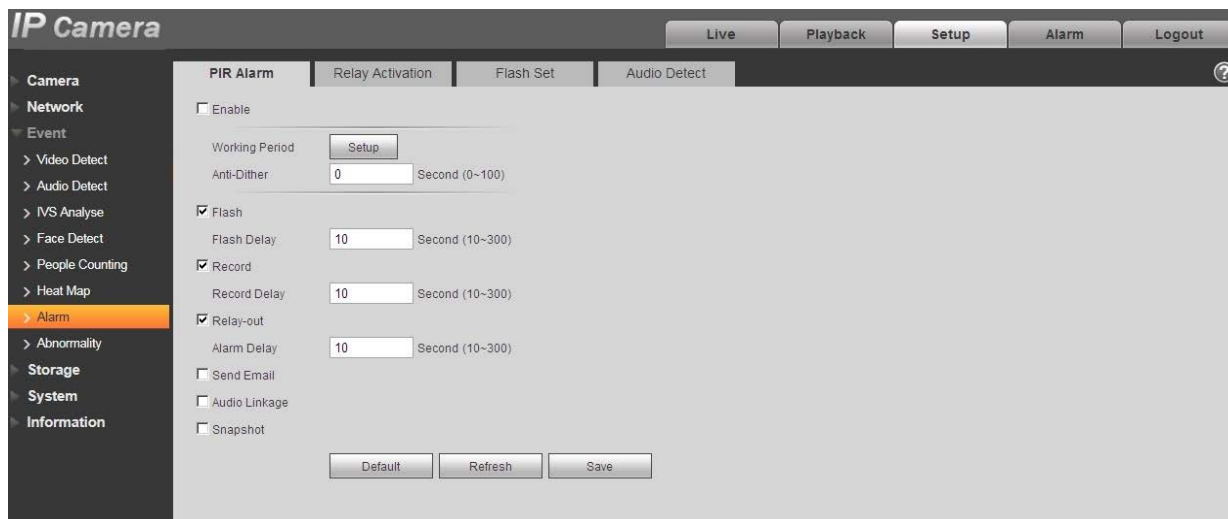 IP Camera
Live
Playback
Setup
Alarm
Logout
Camera
Network
Event
> Video Detect
> Audio Detect
> IVS Analyse
> Face Detect
> People Counting
> Heat Map
> Alarm
> Abnormality
Storage
System
Information
PIR Alarm
Relay Activation
Flash Set
Audio Detect
?
Enable
Working Period Setup
Anti-Dither 0 Second (0~100)
Flash
Flash Delay 10 Second (10~300)
Record
Record Delay 10 Second (10~300)
Relay-out
Alarm Delay 10 Second (10~300)
Send Email
Audio Linkage
Snapshot
Default Refresh Save